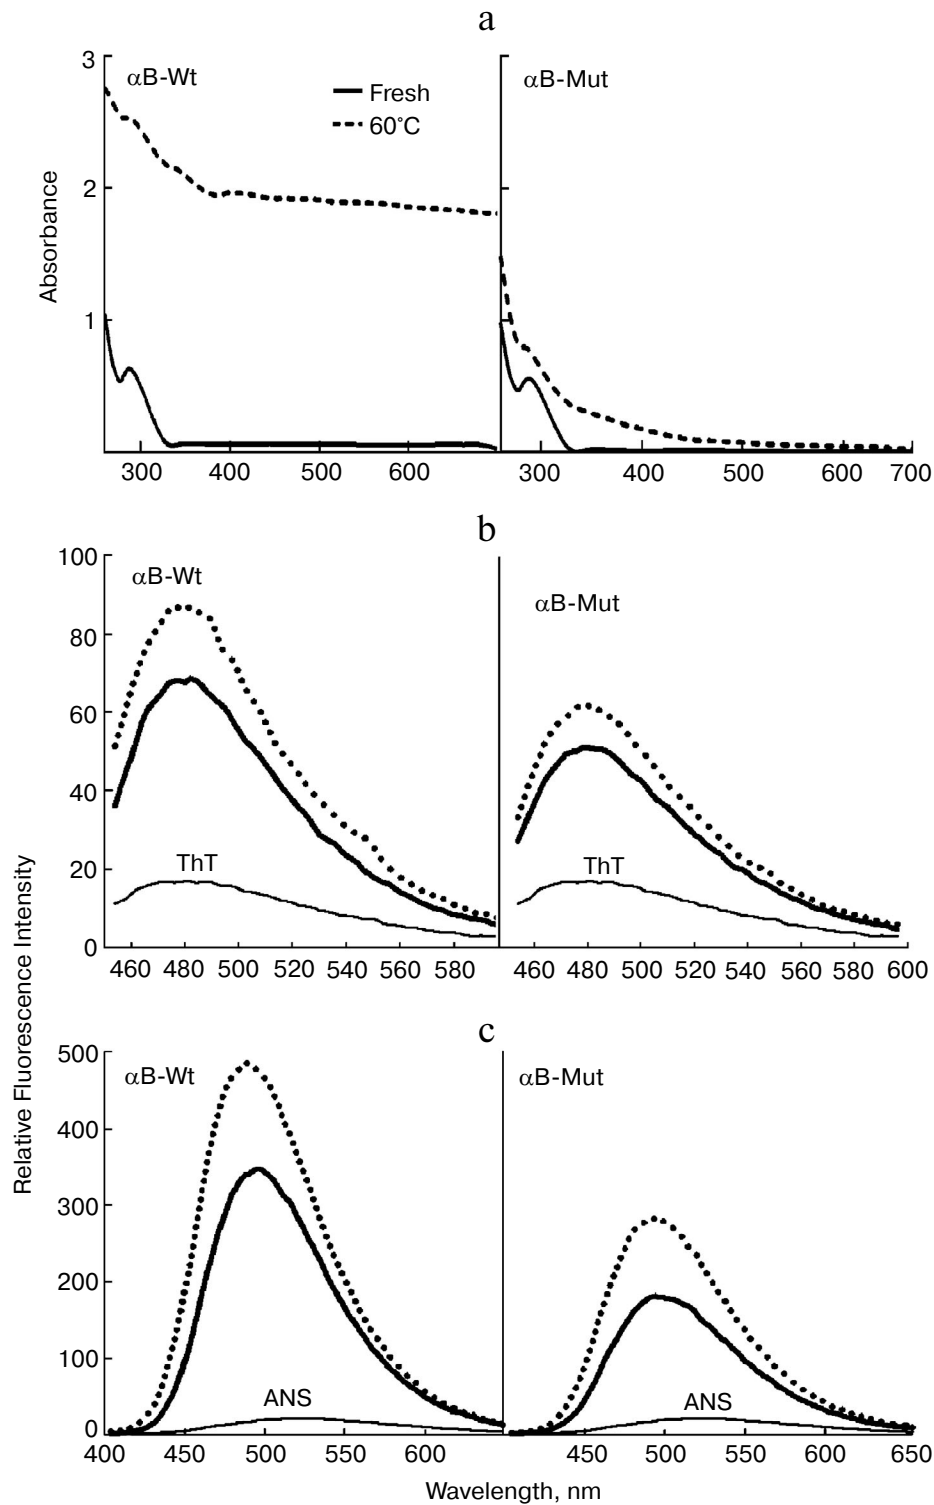 a
3
2
1
Absorbance
αB-Wt
Fresh
60°C
αB-Mut
300 400 500 600 300 400 500 600 700
b
100
80
60
40
20
0
αB-Wt
αB-Mut
ThT
ThT
460 480 500 520 540 560 580 460 480 500 520 540 560 580 600
Relative Fluorescence Intensity
c
500
400
300
200
100
0
αB-Wt
αB-Mut
ANS
ANS
400 450 500 550 600 450 500 550 600 650
Wavelength, nm